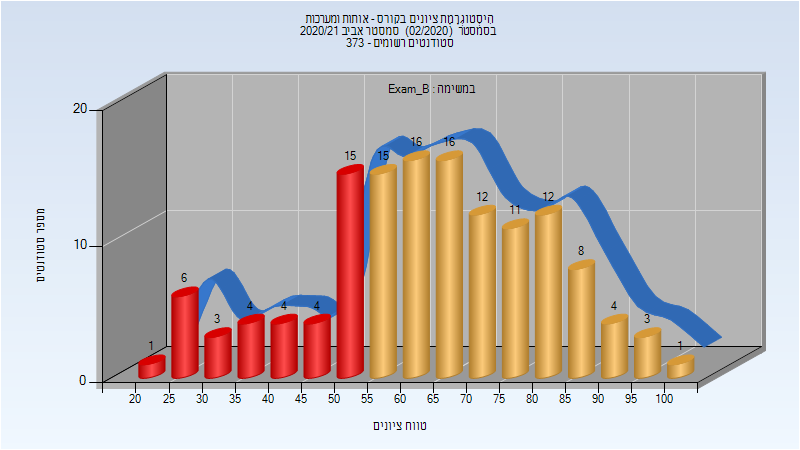 היסטוגרמת ציונים בקורס - אותות ומערכות
בסמסטר (02/2020) סמסטר אביב 2020/21
סטודנטים רשומים - 373
במשימה : Exam_B
מספר סטודנטים
20
10
0
1 6 3 4 4 4 15 15 16 16 12 11 12 8 4 3 1
20 25 30 35 40 45 50 55 60 65 70 75 80 85 90 95 100
טווח ציונים